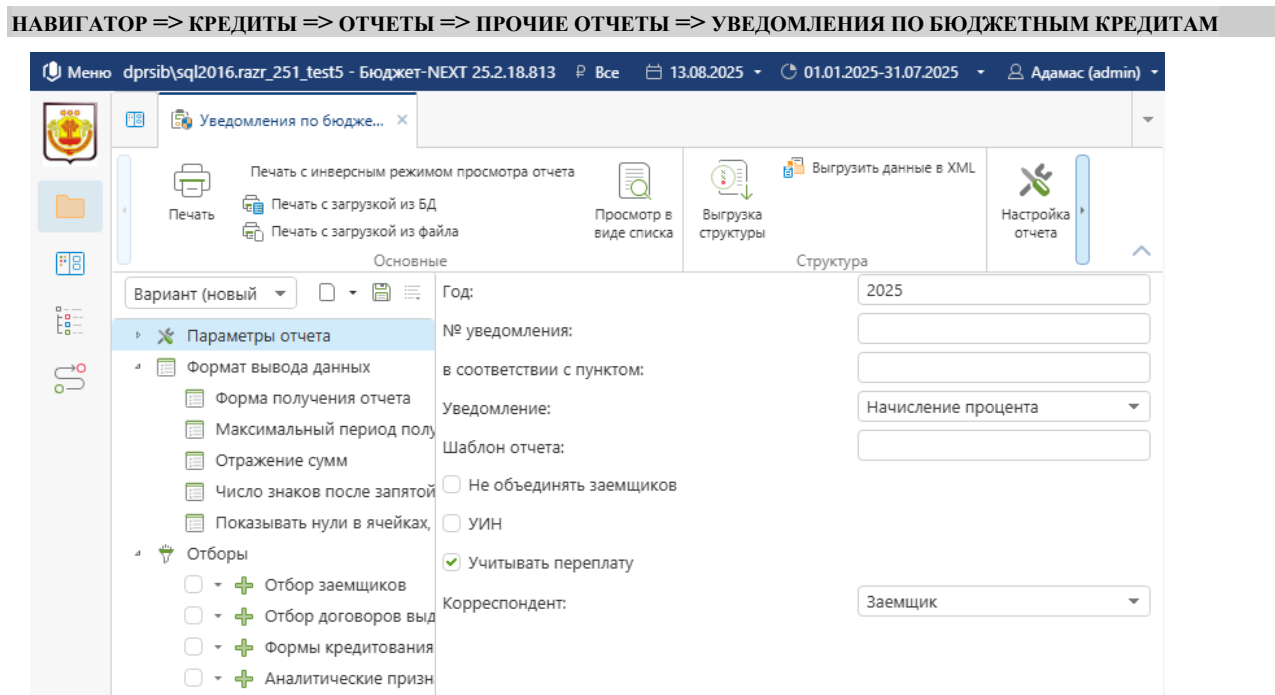 НАВИГАТОР => КРЕДИТЫ => ОТЧЕТЫ => ПРОЧИЕ ОТЧЕТЫ => УВЕДОМЛЕНИЯ ПО БЮДЖЕТНЫМ КРЕДИТАМ
Меню dprsib\sql2016.razr_251_test5 - Бюджет-NEXT 25.2.18.813 ₽ Все 13.08.2025 01.01.2025-31.07.2025 Адамас (admin)
Уведомления по бюдже... ×
Печать
Печать с инверсным режимом просмотра отчета
Печать с загрузкой из БД
Печать с загрузкой из файла
Просмотр в
виде списка
Основные
Выгрузка
структуры
Выгрузить данные в XML
Структура
Настройка
отчета
Вариант (новый
Параметры отчета
Формат вывода данных
Форма получения отчета
Максимальный период полу
Отражение сумм
Число знаков после запятой
Показывать нули в ячейках,
Отборы
Отбор заемщиков
Отбор договоров выд
Формы кредитования
Аналитические призн
Год: 2025
№ уведомления:
в соответствии с пунктом:
Уведомление: Начисление процента
Шаблон отчета:
Не объединять заемщиков
УИН
Учитывать переплату
Корреспондент: Заемщик